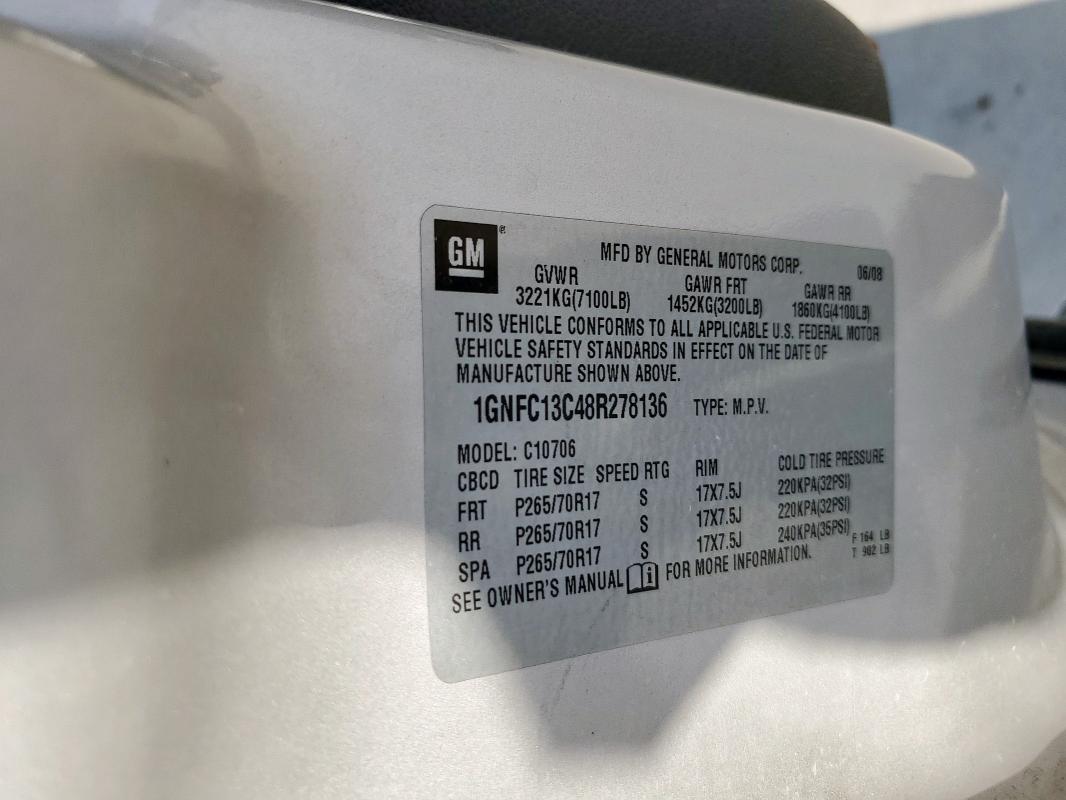 GM ®
MFD BY GENERAL MOTORS CORP. 06/08
GVWR GAWR FRT GAWR RR
3221KG(7100LB) 1452KG(3200LB) 1860KG(4100LB)
THIS VEHICLE CONFORMS TO ALL APPLICABLE U.S. FEDERAL MOTOR
VEHICLE SAFETY STANDARDS IN EFFECT ON THE DATE OF
MANUFACTURE SHOWN ABOVE.
1GNFC13C48R278136 TYPE: M.P.V.
MODEL: C10706
CBCD TIRE SIZE SPEED RTG RIM COLD TIRE PRESSURE
FRT P265/70R17 S 17X7.5J 220KPA(32PSI)
RR P265/70R17 S 17X7.5J 220KPA(32PSI)
SPA P265/70R17 S 17X7.5J 240KPA(35PSI)
F 164 LB
T 982 LB
SEE OWNER'S MANUAL i FOR MORE INFORMATION.